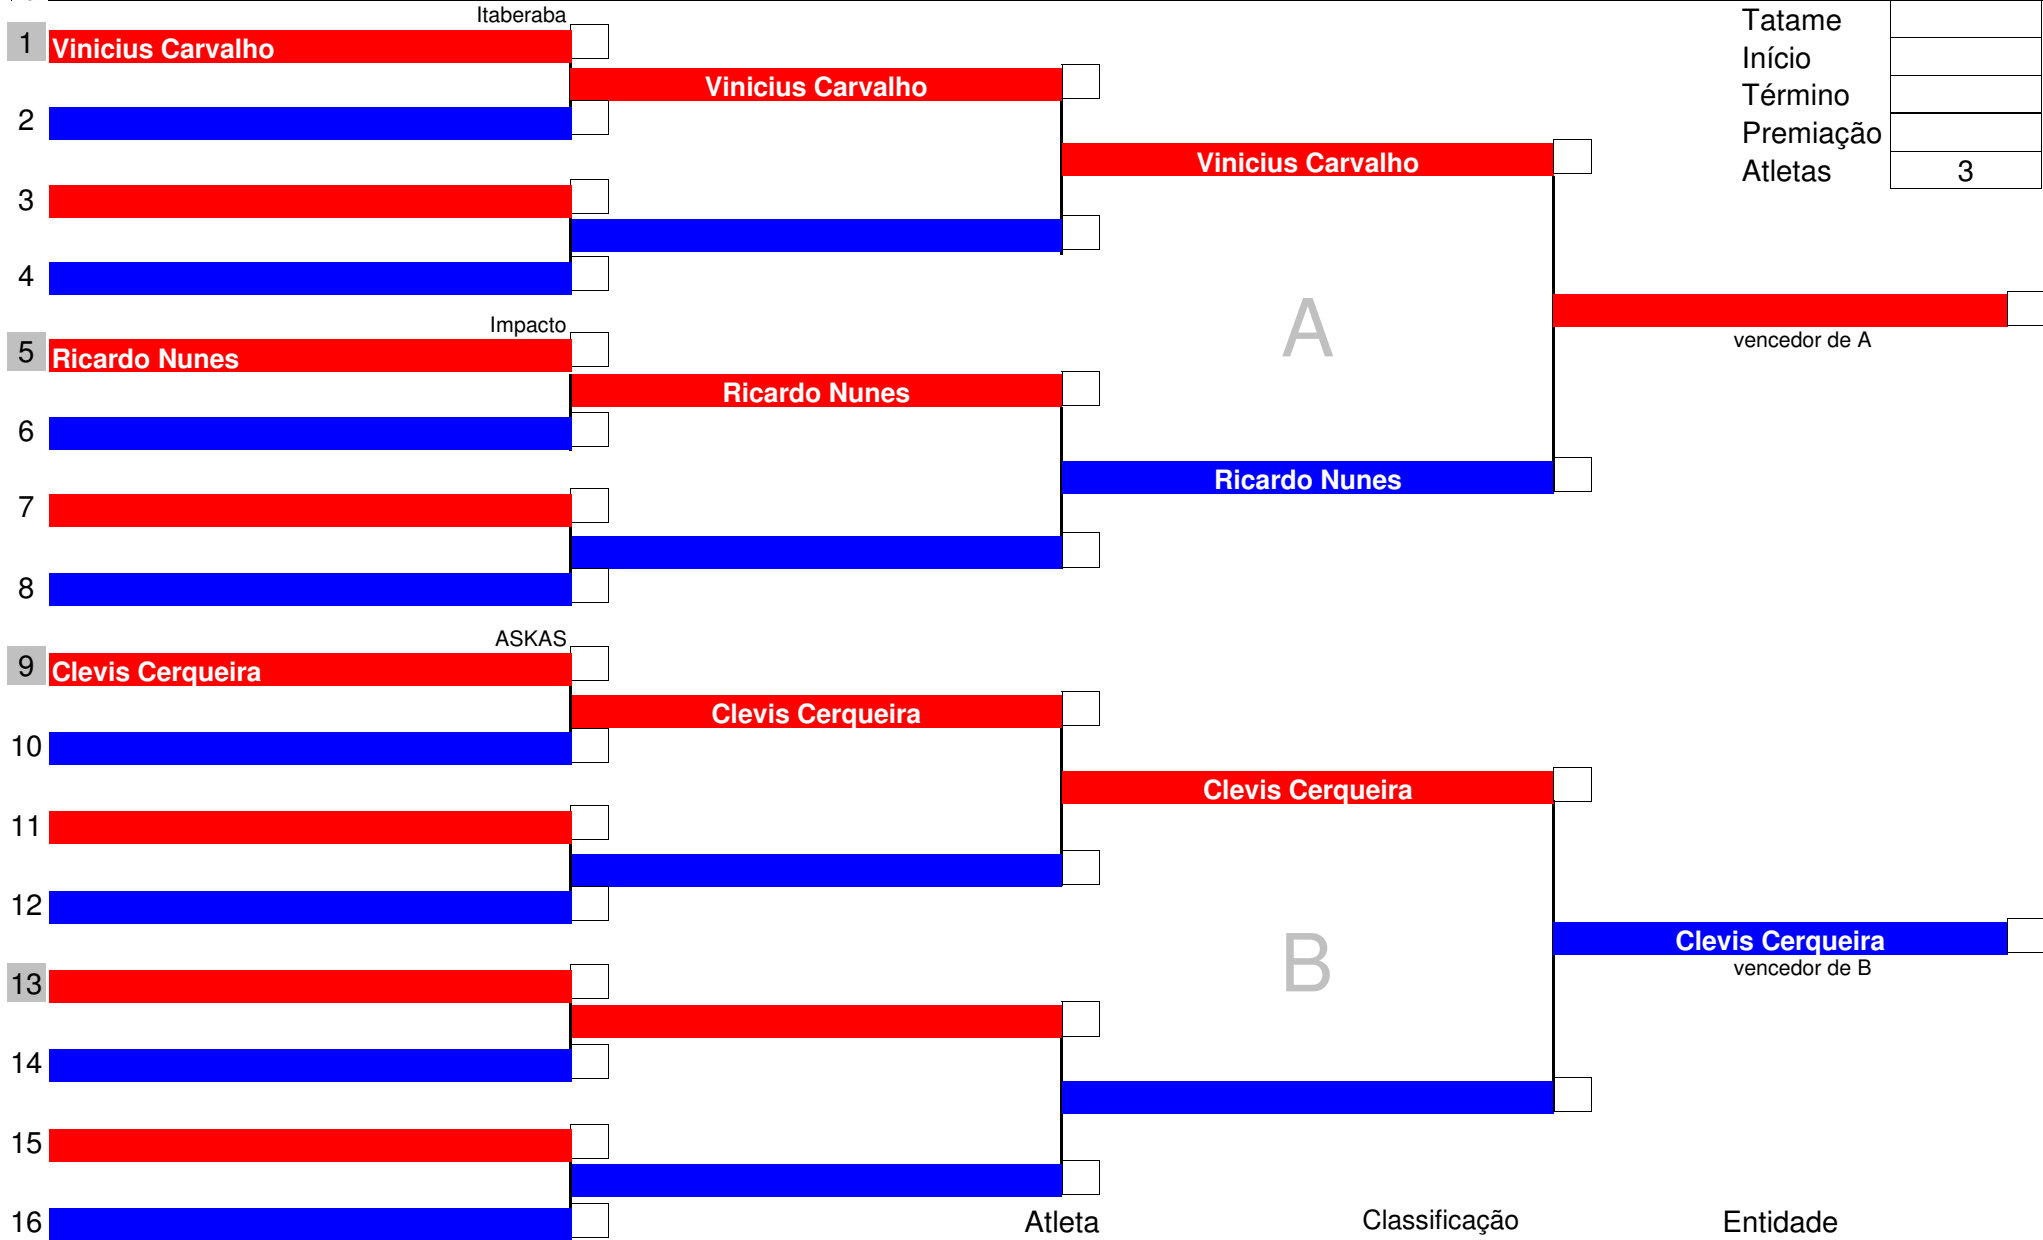 Itaberaba
Tatame
1 Vinicius Carvalho
Início
Vinicius Carvalho
Término
2
Premiação
Vinicius Carvalho
Atletas 3
3
4
Impacto
A
vencedor de A
5 Ricardo Nunes
Ricardo Nunes
6
Ricardo Nunes
7
8
ASKAS
9 Clevis Cerqueira
Clevis Cerqueira
10
Clevis Cerqueira
11
12
Clevis Cerqueira
B
vencedor de B
13
14
15
16
Atleta Classificação Entidade